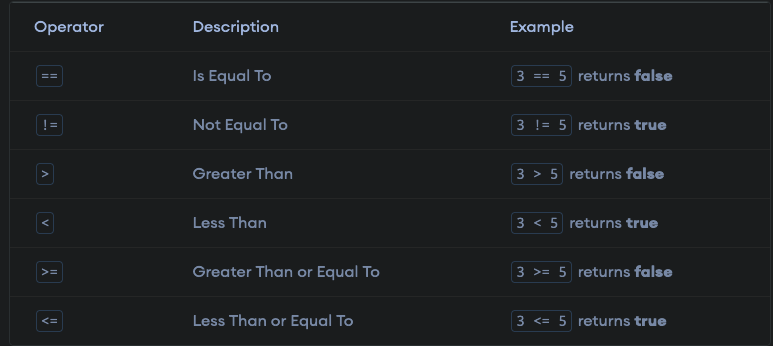 Operator Description Example
== Is Equal To 3 == 5 returns false
!= Not Equal To 3 != 5 returns true
> Greater Than 3 > 5 returns false
< Less Than 3 < 5 returns true
>= Greater Than or Equal To 3 >= 5 returns false
<= Less Than or Equal To 3 <= 5 returns true